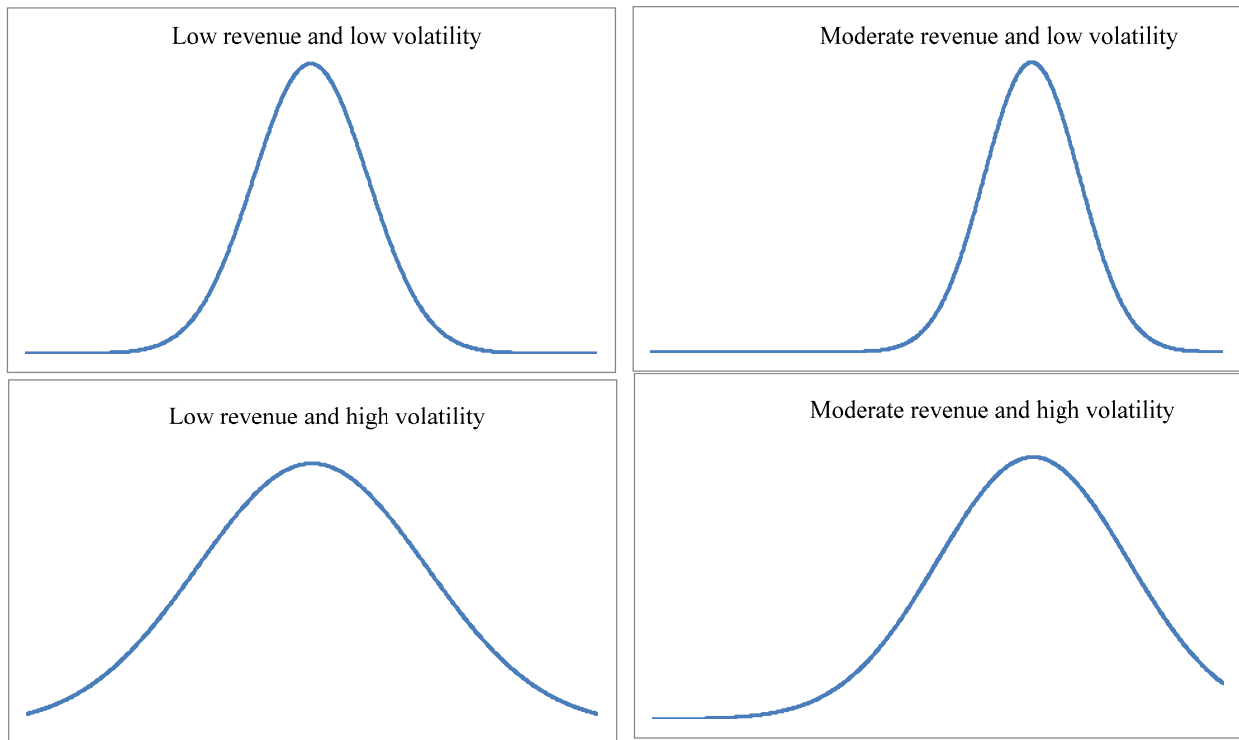 Low revenue and low volatility
Moderate revenue and low volatility
Low revenue and high volatility
Moderate revenue and high volatility